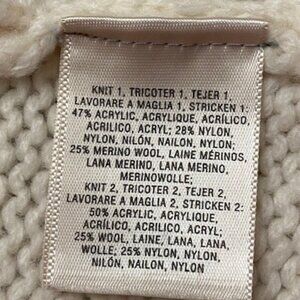 KNIT 1, TRICOTER 1, TEJER 1,
LAVORARE A MAGLIA 1, STRICKEN 1:
47% ACRYLIC, ACRYLIQUE, ACRÍLICO,
ACRILICO, ACRYL; 28% NYLON,
NYLON, NILÓN, NAILON, NYLON;
25% MERINO WOOL, LAINE MÉRINOS,
LANA MERINO, LANA MERINO,
MERINOWOLLE;
KNIT 2, TRICOTER 2, TEJER 2,
LAVORARE A MAGLIA 2, STRICKEN 2:
50% ACRYLIC, ACRYLIQUE,
ACRÍLICO, ACRILICO, ACRYL;
25% WOOL, LAINE, LANA, LANA,
WOLLE; 25% NYLON, NYLON,
NILÓN, NAILON, NYLON